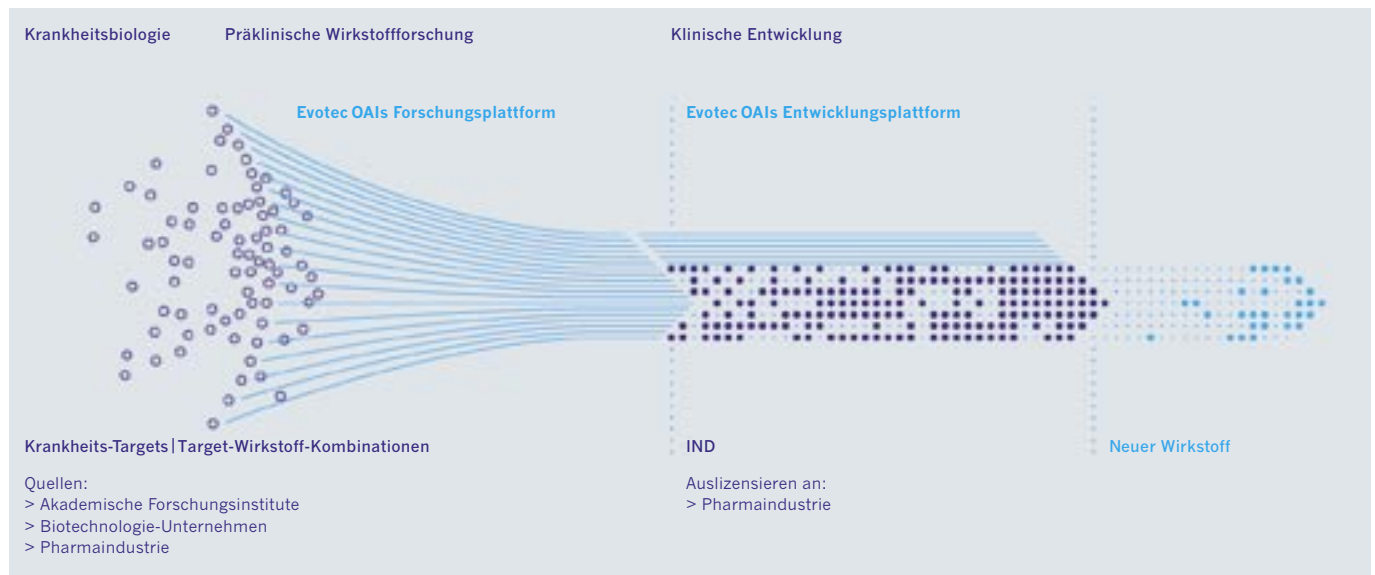 Krankheitsbiologie
Präklinische Wirkstoffforschung
Klinische Entwicklung
Evotec OAIs Forschungsplattform
Evotec OAIs Entwicklungsplattform
Krankheits-Targets|Target-Wirkstoff-Kombinationen
IND
Neuer Wirkstoff
Quellen:
> Akademische Forschungsinstitute
> Biotechnologie-Unternehmen
> Pharmaindustrie
Auslizensieren an:
> Pharmaindustrie